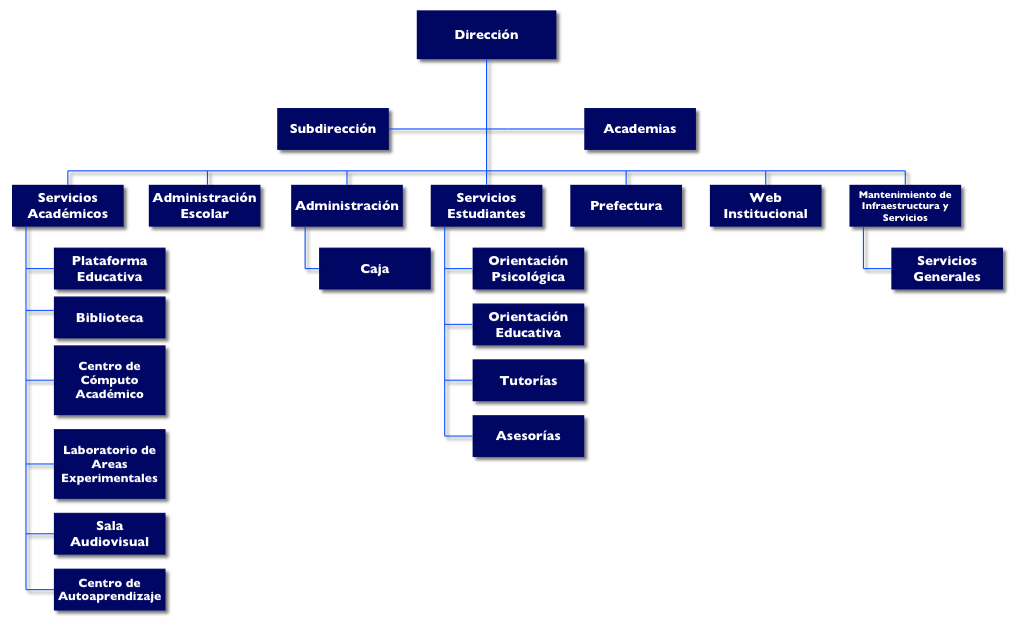 Dirección
Subdirección
Academias
Servicios
Académicos
Administración
Escolar
Administración
Servicios
Estudiantes
Prefectura
Web
Institucional
Mantenimiento de
Infraestructura y
Servicios
Plataforma
Educativa
Biblioteca
Centro de
Cómputo
Académico
Laboratorio de
Areas
Experimentales
Sala
Audiovisual
Centro de
Autoaprendizaje
Caja
Orientación
Psicológica
Orientación
Educativa
Tutorías
Asesorías
Servicios
Generales